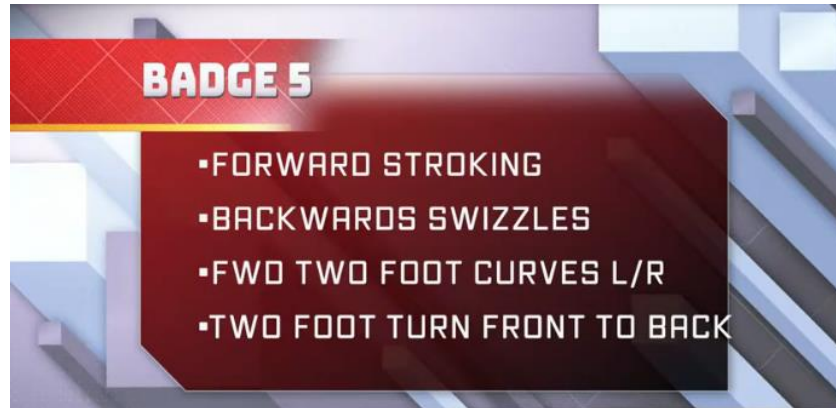 BADGE 5
▪FORWARD STROKING
▪BACKWARDS SWIZZLES
▪FWD TWO FOOT CURVES L/R
▪TWO FOOT TURN FRONT TO BACK